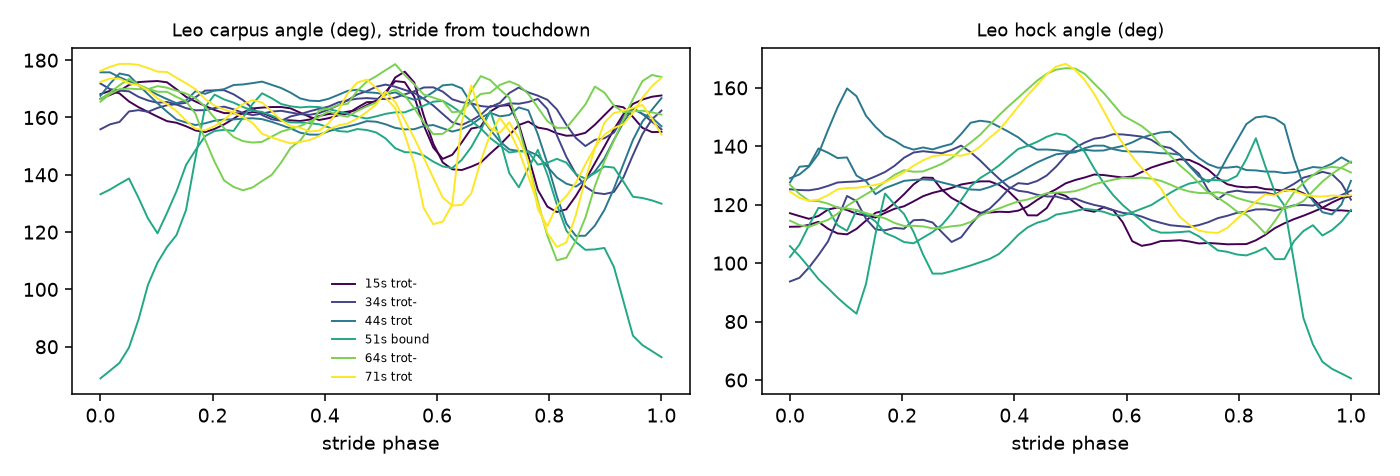 Leo carpus angle (deg), stride from touchdown
180
160
140
120
100
80
0.0 0.2 0.4 0.6 0.8 1.0
stride phase
15s trot-
34s trot-
44s trot
51s bound
64s trot-
71s trot
Leo hock angle (deg)
160
140
120
100
80
60
0.0 0.2 0.4 0.6 0.8 1.0
stride phase